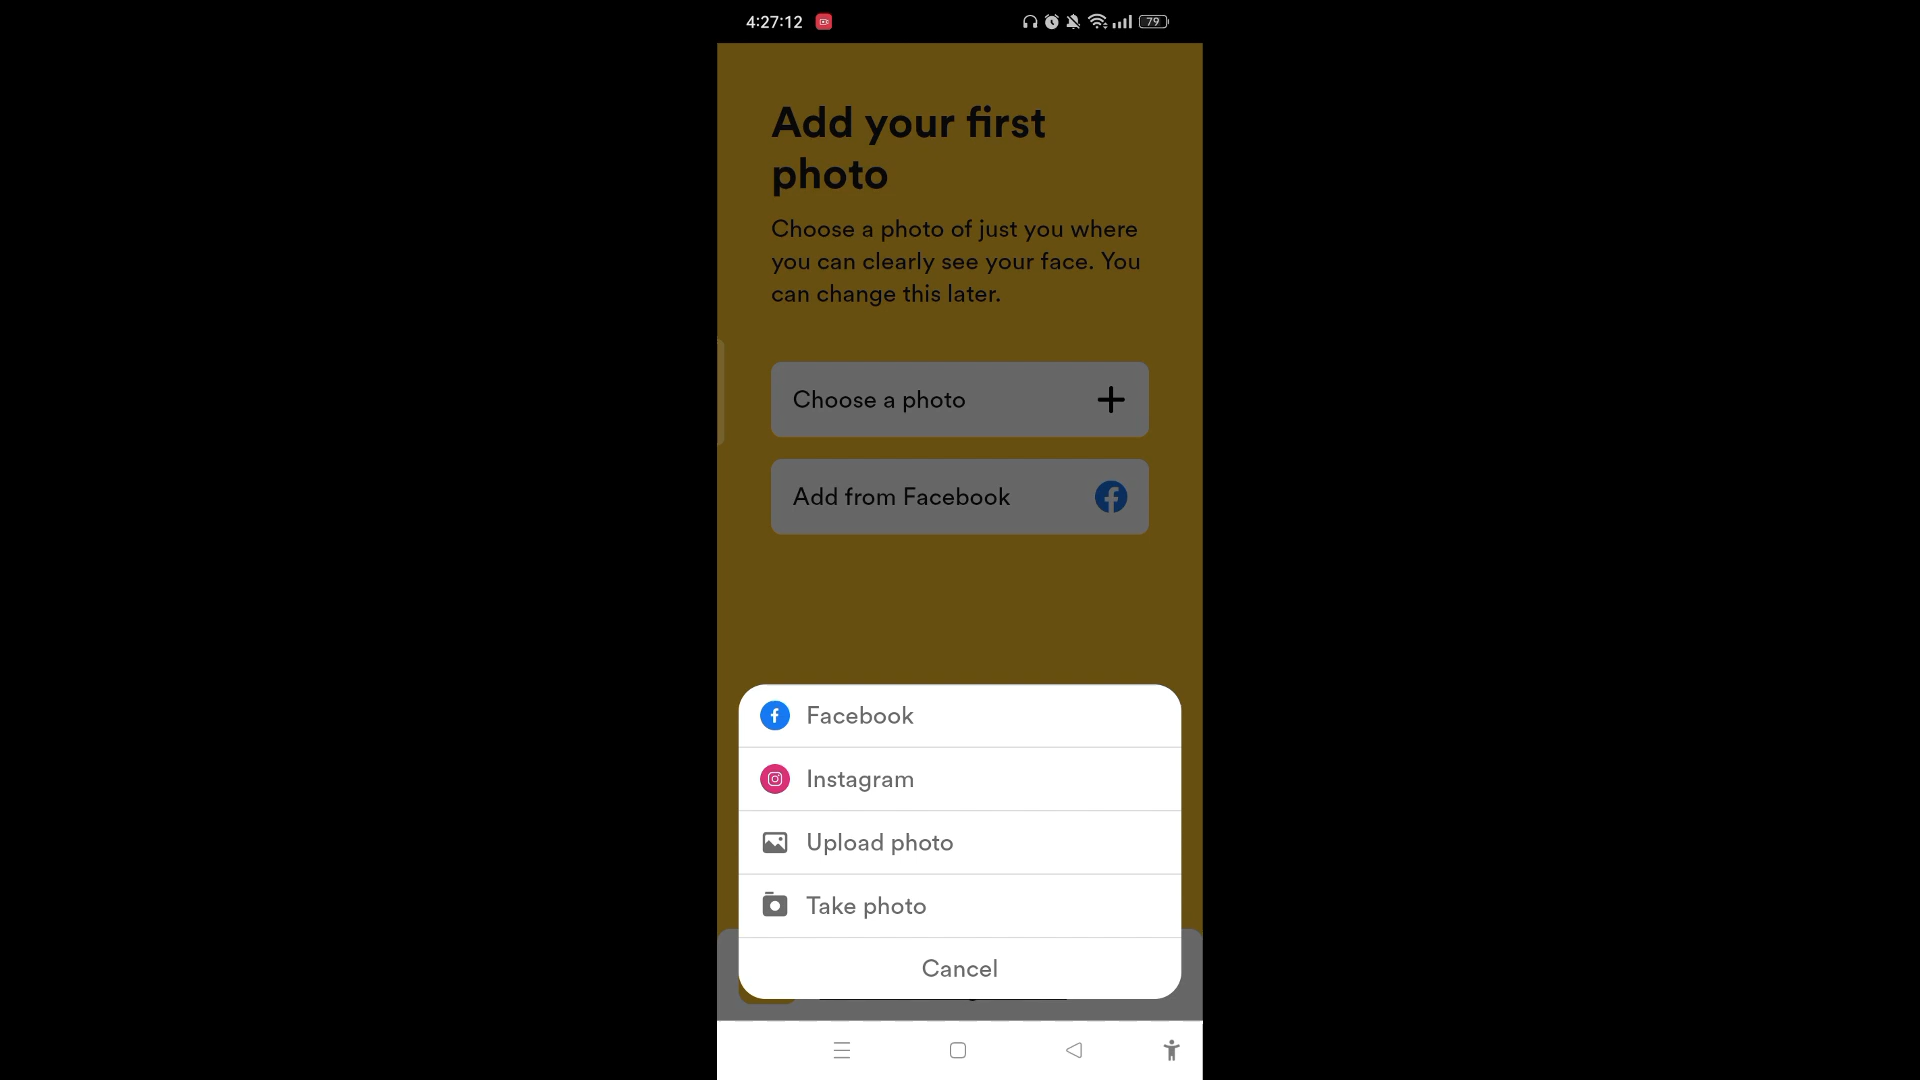 4:27:12
79
Add your first
photo
Choose a photo of just you where
you can clearly see your face. You
can change this later.
Choose a photo
Add from Facebook
Facebook
Instagram
Upload photo
Take photo
Cancel